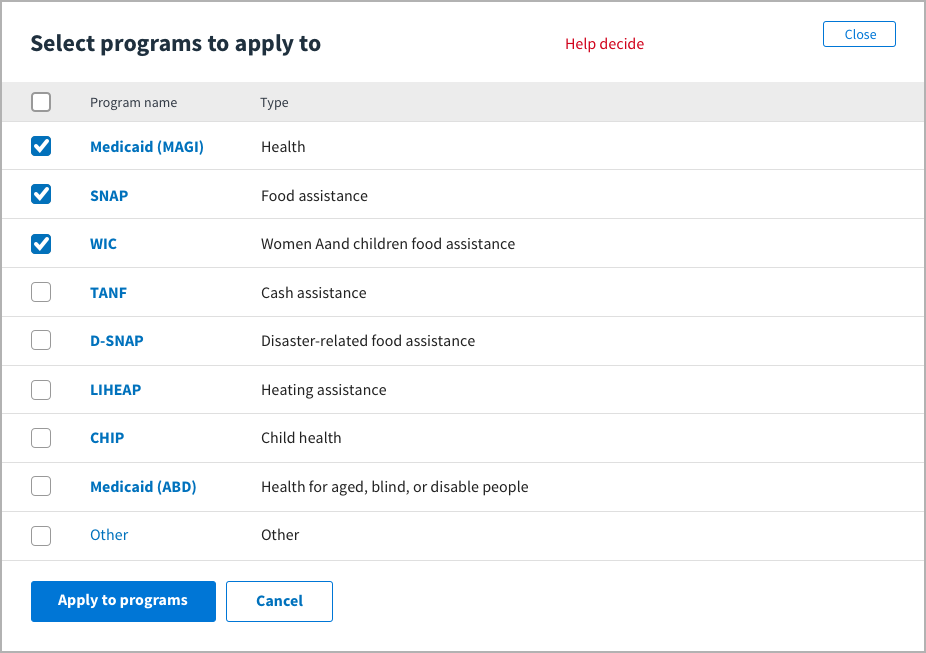 Select programs to apply to
Help decide
Close
Program name Type
Medicaid (MAGI) Health
SNAP Food assistance
WIC Women Aand children food assistance
TANF Cash assistance
D-SNAP Disaster-related food assistance
LIHEAP Heating assistance
CHIP Child health
Medicaid (ABD) Health for aged, blind, or disable people
Other Other
Apply to programs Cancel